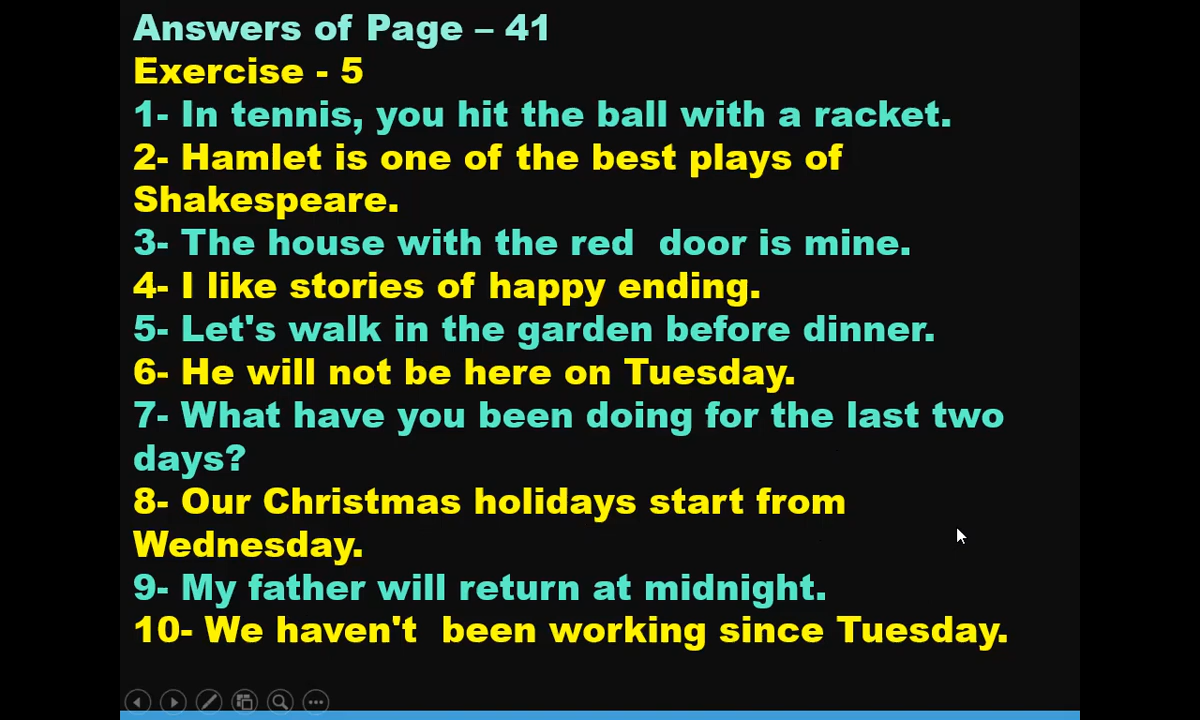 Answers of Page – 41
Exercise - 5
1- In tennis, you hit the ball with a racket.
2- Hamlet is one of the best plays of
Shakespeare.
3- The house with the red  door is mine.
4- I like stories of happy ending.
5- Let's walk in the garden before dinner.
6- He will not be here on Tuesday.
7- What have you been doing for the last two
days?
8- Our Christmas holidays start from
Wednesday.
9- My father will return at midnight.
10- We haven't  been working since Tuesday.